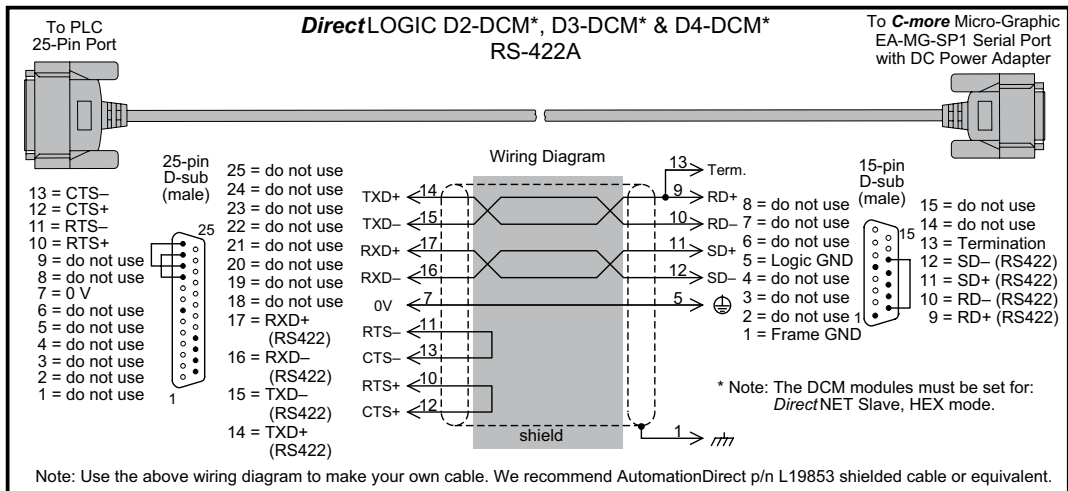 To PLC
25-Pin Port
DirectLOGIC D2-DCM*, D3-DCM* & D4-DCM*
RS-422A
To C-more Micro-Graphic
EA-MG-SP1 Serial Port
with DC Power Adapter
25-pin
D-sub
(male)
13 = CTS–
12 = CTS+
11 = RTS–
10 = RTS+
9 = do not use
8 = do not use
7 = 0 V
6 = do not use
5 = do not use
4 = do not use
3 = do not use
2 = do not use
1 = do not use
25
1
25 = do not use
24 = do not use
23 = do not use
22 = do not use
21 = do not use
20 = do not use
19 = do not use
18 = do not use
17 = RXD+
(RS422)
16 = RXD–
(RS422)
15 = TXD–
(RS422)
14 = TXD+
(RS422)
Wiring Diagram
13 Term.
TXD+ 14 9 RD+
TXD– 15 10 RD–
RXD+ 17 11 SD+
RXD– 16 12 SD–
0V 7 5
RTS– 11
CTS– 13
RTS+ 10
CTS+ 12
shield
1
8 = do not use
7 = do not use
6 = do not use
5 = Logic GND
4 = do not use
3 = do not use
2 = do not use
1 = Frame GND
15-pin
D-sub
(male)
15
1
15 = do not use
14 = do not use
13 = Termination
12 = SD– (RS422)
11 = SD+ (RS422)
10 = RD– (RS422)
9 = RD+ (RS422)
* Note: The DCM modules must be set for:
DirectNET Slave, HEX mode.
Note: Use the above wiring diagram to make your own cable. We recommend AutomationDirect p/n L19853 shielded cable or equivalent.